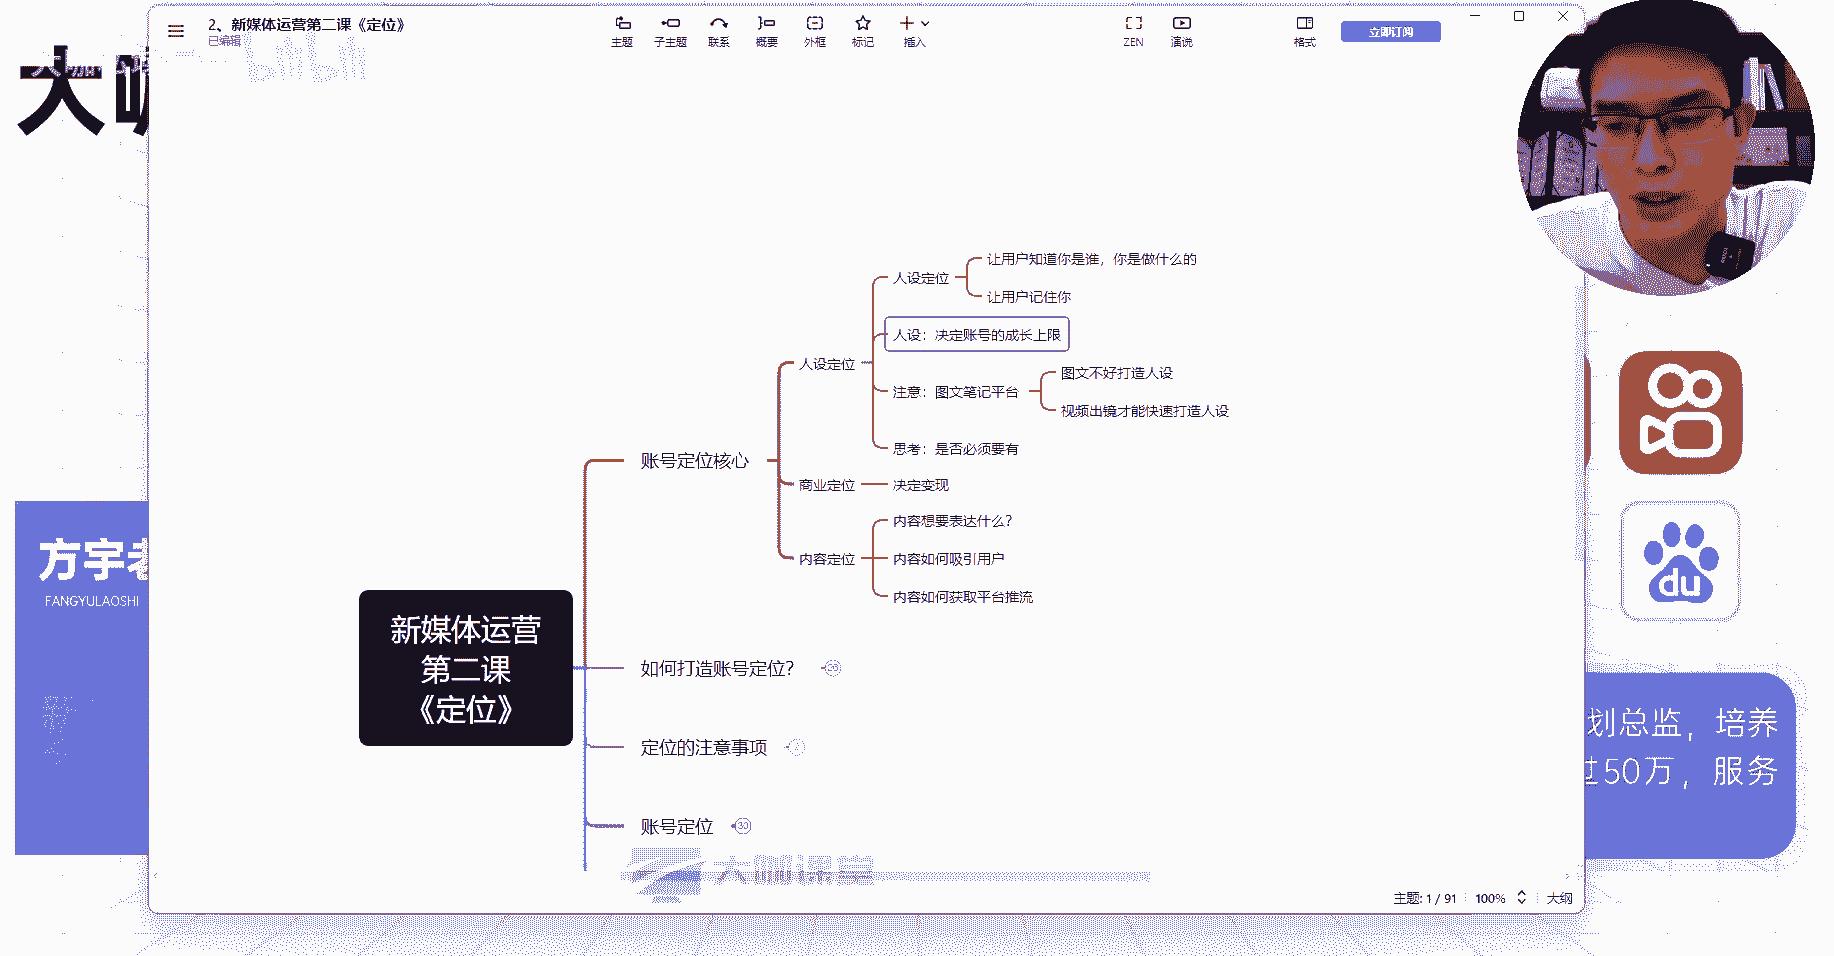 2、新媒体运营第二课《定位》
已编辑
主题
子主题
联系
概要
外框
标记
插入
ZEN
演说
格式
立即订阅
bilibili
大
方宇老
FANGYULAOSHI
让用户知道你是谁，你是做什么的
人设定位
让用户记住你
人设：决定账号的成长上限
人设定位
图文不好打造人设
注意：图文笔记平台
视频出镜才能快速打造人设
思考：是否必须要有
账号定位核心
商业定位
决定变现
内容想要表达什么？
内容定位
内容如何吸引用户
内容如何获取平台推流
新媒体运营
第二课
《定位》
如何打造账号定位？
定位的注意事项
账号定位
30
大师课堂
du
划总监，培养
过50万，服务
主题: 1 / 91
100%
大纲